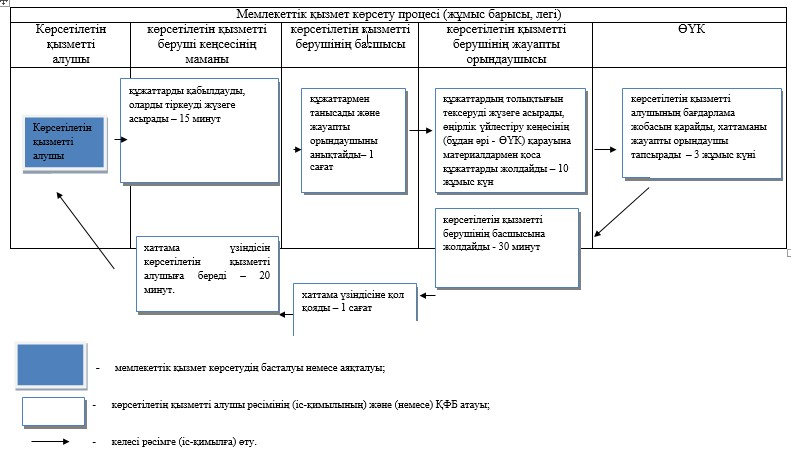 Мемлекеттік қызмет көрсету процесі (жұмыс барысы, легі)
Көрсетілетін
қызметті
алушы
көрсетілетін қызметті
беруші кеңсесінің
маманы
көрсетілетін қызметті
берушінің басшысы
көрсетілетін қызметті
берушінің жауапты
орындаушысы
ӨҮК
Көрсетілетін
қызметті
алушы
құжаттарды қабылдауды,
оларды тіркеуді жүзеге
асырады – 15 минут
құжаттармен
танысады және
жауапты
орындаушыны
анықтайды– 1
сағат
құжаттардың толықтығын
тексеруді жүзеге асырады,
өңірлік үйлестіру кеңесінің
(бұдан әрі - ӨҮК) қарауына
материалдармен қоса
құжаттарды жолдайды – 10
жұмыс күн
көрсетілетін қызметті
алушының бағдарлама
жобасын қарайды, хаттаманы
жауапты орындаушы
тапсырады – 3 жұмыс күні
көрсетілетін қызметті
берушінің басшысына
жолдайды - 30 минут
хаттама үзіндісін
көрсетілетін қызметті
алушыға береді – 20
минут.
хаттама үзіндісіне қол
қояды – 1 сағат
- мемлекеттік қызмет көрсетудің басталуы немесе аяқталуы;
- көрсетілетің қызметті алушы рәсімінің (іс-қимылының) және (немесе) ҚФБ атауы;
- келесі рәсімге (іс-қимылға) өту.